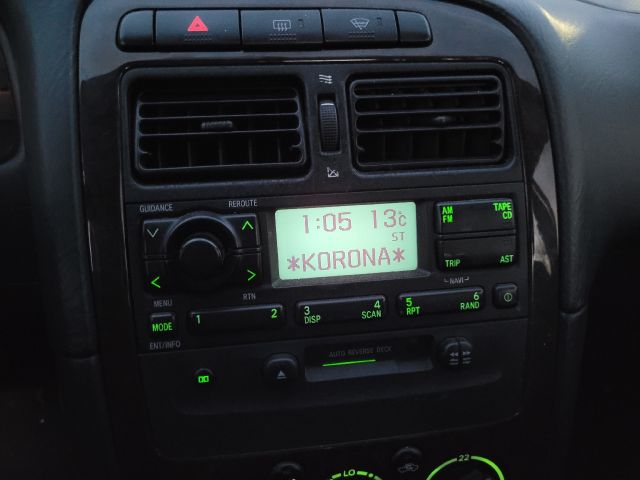 GUIDANCE
REROUTE
1:05 13°C
ST
*KORONA*
AM
FM
TAPE
CD
TRIP
AST
NAVI
MENU
RTN
MODE
1 2
3 4
DISP SCAN
5 6
RPT RAND
ENT/INFO
AUTO REVERSE DECK
LO
22